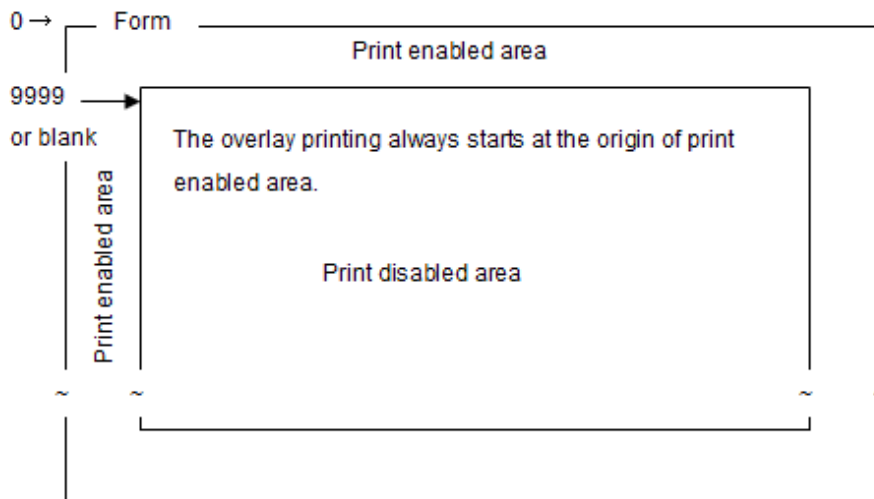 0 → Form
Print enabled area
9999
or blank
The overlay printing always starts at the origin of print
enabled area.
Print enabled area
Print disabled area
~ ~ ~ ~